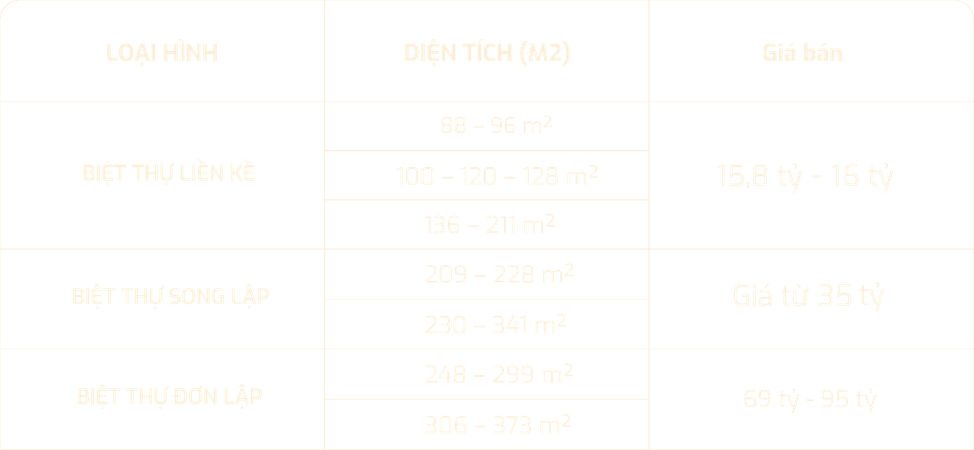 LOẠI HÌNH
DIỆN TÍCH (M2)
Giá bán
BIỆT THỰ LIỀN KỀ
88 – 96 m²
100 – 120 – 128 m²
136 – 211 m²
15,8 tỷ - 16 tỷ
BIỆT THỰ SONG LẬP
209 – 228 m²
230 – 341 m²
Giá từ 35 tỷ
BIỆT THỰ ĐƠN LẬP
248 – 299 m²
306 – 373 m²
69 tỷ - 95 tỷ